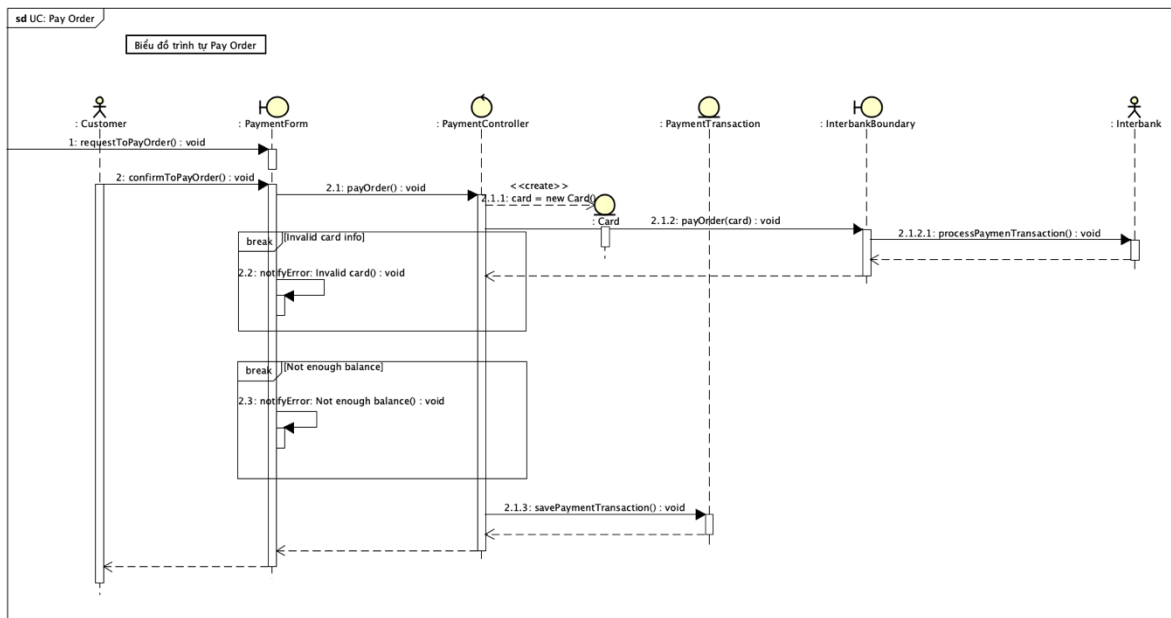 sd UC: Pay Order
Biểu đồ trình tự Pay Order
: Customer
: PaymentForm
: PaymentController
: PaymentTransaction
: InterbankBoundary
: Interbank
1: requestToPayOrder() : void
2: confirmToPayOrder() : void
2.1: payOrder() : void
<<create>>
2.1.1: card = new Card()
: Card
2.1.2: payOrder(card) : void
2.1.2.1: processPaymenTransaction() : void
break
[Invalid card info]
2.2: notifyError: Invalid card() : void
break
[Not enough balance]
2.3: notifyError: Not enough balance() : void
2.1.3: savePaymentTransaction() : void